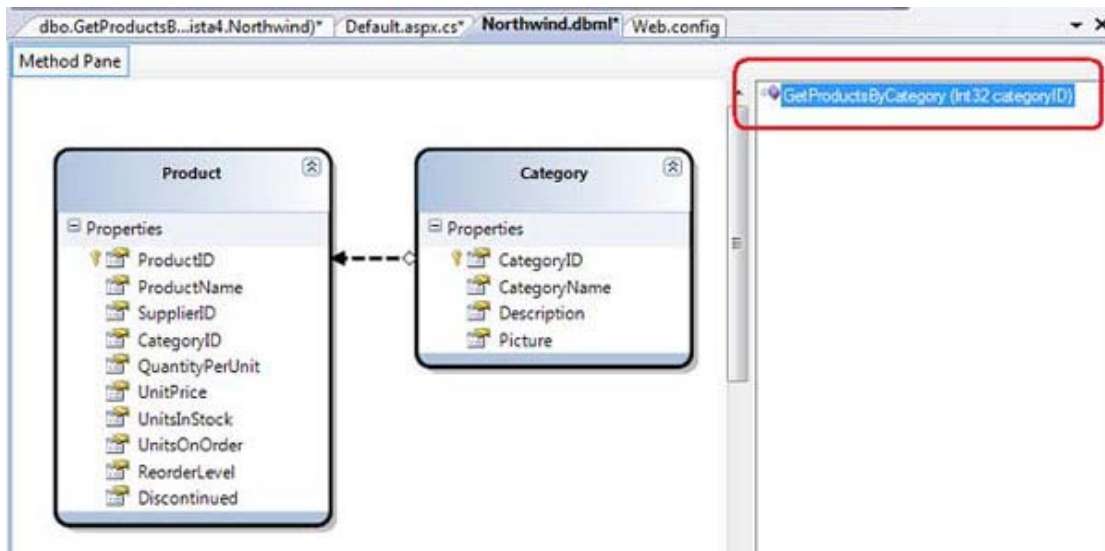 dbo.GetProductsB...ista4.Northwind)* Default.aspx.cs* Northwind.dbml* Web.config
Method Pane
GetProductsByCategory (Int32 categoryID)
Product
Properties
ProductID
ProductName
SupplierID
CategoryID
QuantityPerUnit
UnitPrice
UnitsInStock
UnitsOnOrder
ReorderLevel
Discontinued
Category
Properties
CategoryID
CategoryName
Description
Picture